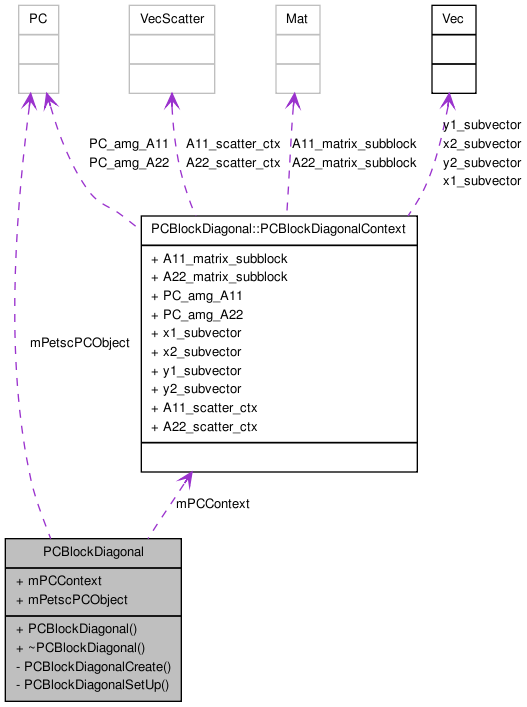 PC
VecScatter
Mat
Vec
PC_amg_A11
PC_amg_A22
A11_scatter_ctx
A22_scatter_ctx
A11_matrix_subblock
A22_matrix_subblock
y1_subvector
x2_subvector
y2_subvector
x1_subvector
PCBlockDiagonal::PCBlockDiagonalContext
+ A11_matrix_subblock
+ A22_matrix_subblock
+ PC_amg_A11
+ PC_amg_A22
+ x1_subvector
+ x2_subvector
+ y1_subvector
+ y2_subvector
+ A11_scatter_ctx
+ A22_scatter_ctx
mPetscPCObject
mPCContext
PCBlockDiagonal
+ mPCContext
+ mPetscPCObject
+ PCBlockDiagonal()
+ ~PCBlockDiagonal()
- PCBlockDiagonalCreate()
- PCBlockDiagonalSetUp()